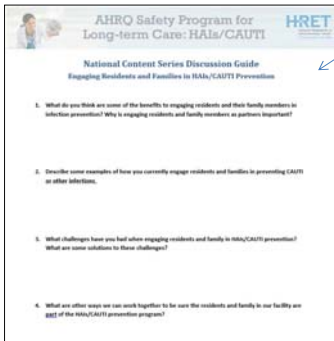 AHRQ Safety Program for
Long-term Care: HAIs/CAUTI
HRET
National Content Series Discussion Guide
Engaging Residents and Families in HAIs/CAUTI Prevention
1. What do you think are some of the benefits to engaging residents and their family members in
infection prevention? Why is engaging residents and family members as partners important?
2. Describe some examples of how you currently engage residents and families in preventing CAUTI
or other infections.
3. What challenges have you had when engaging residents and family in HAIs/CAUTI prevention?
What are some solutions to these challenges?
4. What are other ways we can work together to be sure the residents and family in our facility are
part of the HAIs/CAUTI prevention program?